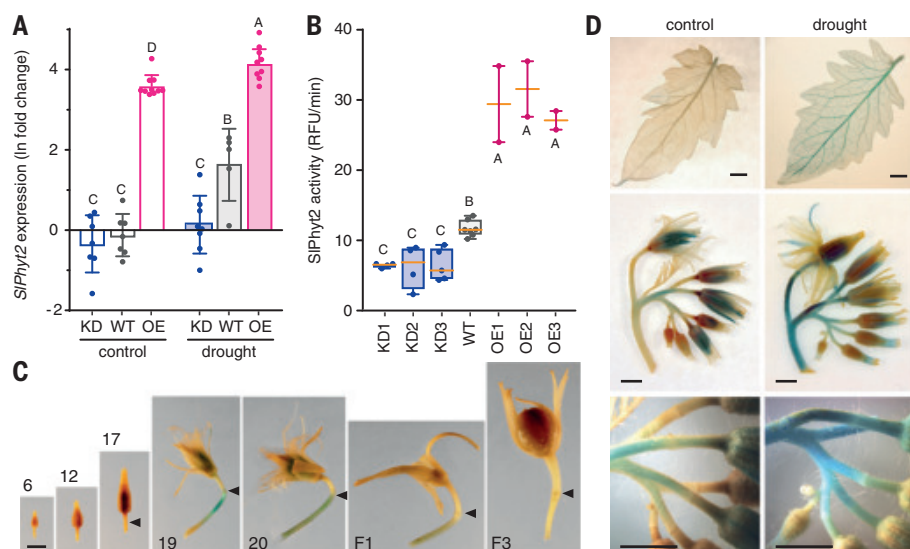 A
SlPhyt2 expression (ln fold change)
4
2
0
-2
C
C
D
C
B
A
KD WT OE
KD WT OE
control
drought
B
SlPhyt2 activity (RFU/min)
40
30
20
10
0
C
C
C
B
A
A
A
KD1
KD2
KD3
WT
OE1
OE2
OE3
C
6
12
17
19
20
F1
F3
D
control
drought